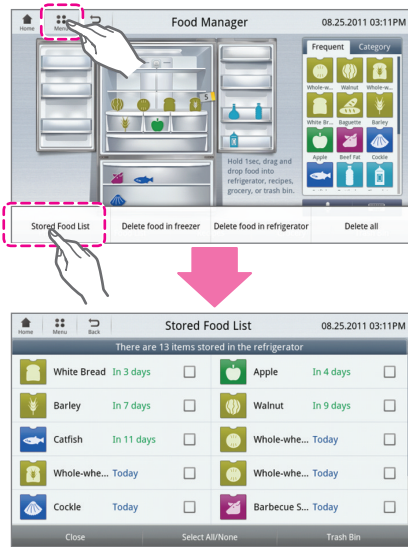 Home
Menu
Food Manager
08.25.2011 03:11PM
Frequent
Category
Whole-w...
Walnut
Whole-w...
5
White Br...
Baguette
Barley
Apple
Beef Fat
Cockle
Hold 1sec, drag and
drop food into
refrigerator, recipes,
grocery, or trash bin.
Stored Food List
Delete food in freezer
Delete food in refrigerator
Delete all
Home
Menu
Back
Stored Food List
08.25.2011 03:11PM
There are 13 items stored in the refrigerator
White Bread In 3 days
Apple In 4 days
Barley In 7 days
Walnut In 9 days
Catfish In 11 days
Whole-whe... Today
Whole-whe... Today
Whole-whe... Today
Cockle Today
Barbecue S... Today
Close
Select All/None
Trash Bin